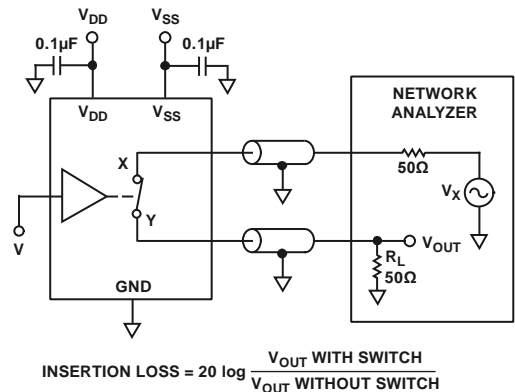 VDD
VSS
0.1µF
0.1µF
VDD
VSS
NETWORK
ANALYZER
X
50Ω
VX
Y
V
VOUT
RL
50Ω
GND
INSERTION LOSS = 20 log VOUT WITH SWITCH
VOUT WITHOUT SWITCH